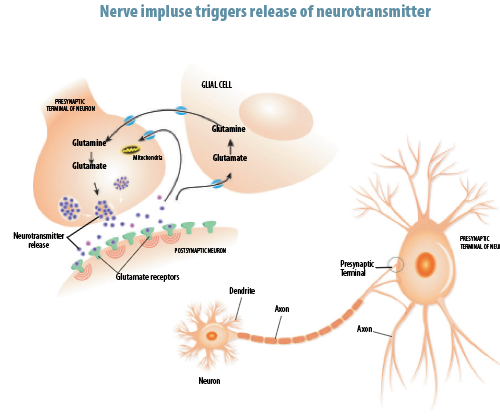 Nerve impluse triggers release of neurotransmitter
GLIAL CELL
PRESYNAPTIC
TERMINAL OF NEURON
Glutamine
Glutamine
Mitochondria
Glutamate
Glutamate
Neurotransmitter
release
POSTSYNAPTIC NEURON
Glutamate receptors
PRESYNAPTIC
TERMINAL OF NEU
Presynaptic
Terminal
Dendrite
Axon
Axon
Neuron